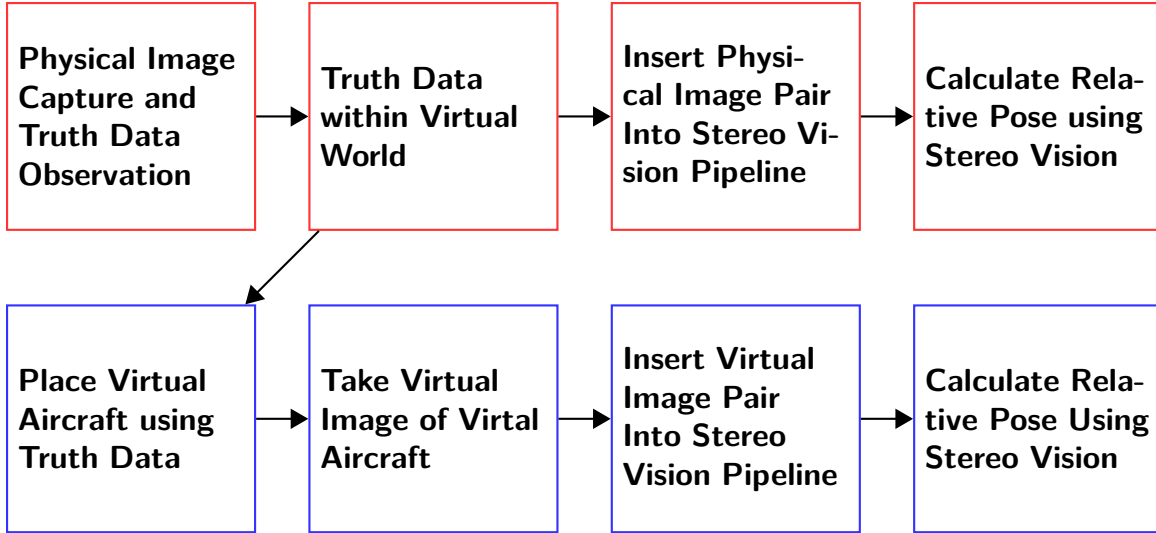 Physical Image
Capture and
Truth Data
Observation
Truth Data
within Virtual
World
Insert Physi-
cal Image Pair
Into Stereo Vi-
sion Pipeline
Calculate Rela-
tive Pose using
Stereo Vision
Place Virtual
Aircraft using
Truth Data
Take Virtual
Image of Virtal
Aircraft
Insert Virtual
Image Pair
Into Stereo
Vision Pipeline
Calculate Rela-
tive Pose Using
Stereo Vision